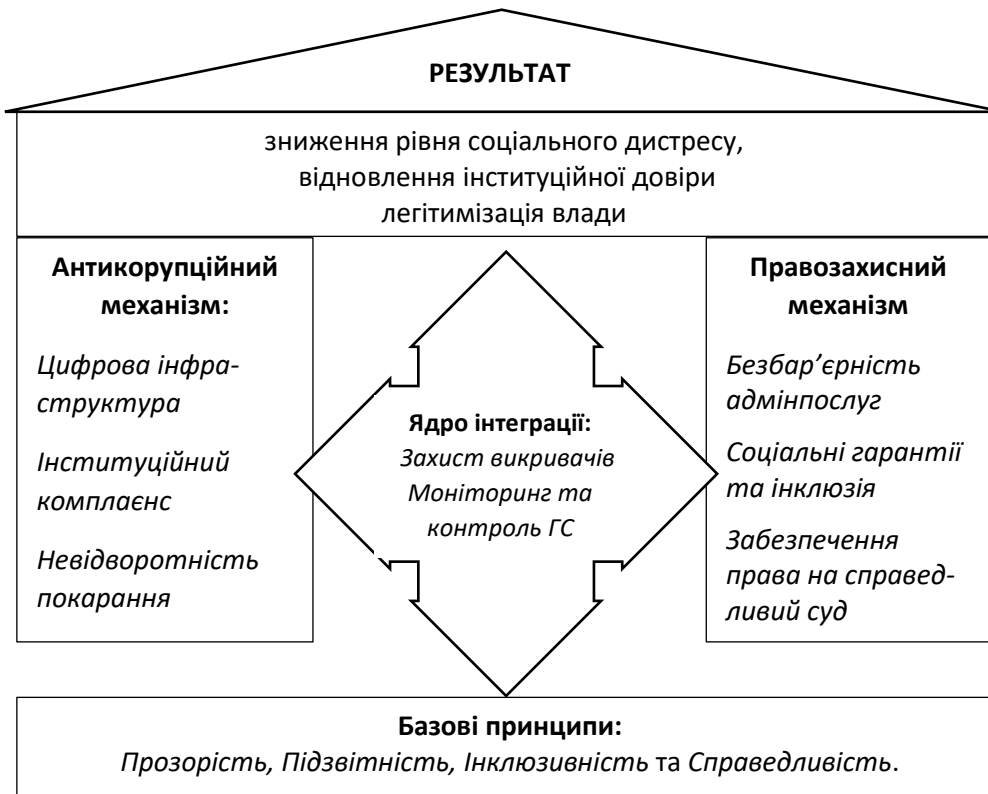 РЕЗУЛЬТАТ
зниження рівня соціального дистресу,
відновлення інституційної довіри
легітимізація влади
Антикорупційний
механізм:
Цифрова інфра-
структура
Інституційний
комплаєнс
Невідворотність
покарання
Ядро інтеграції:
Захист викривачів
Моніторинг та
контроль ГС
Правозахисний
механізм
Безбар’єрність
адмінпослуг
Соціальні гарантії
та інклюзія
Забезпечення
права на справед-
ливий суд
Базові принципи:
Прозорість, Підзвітність, Інклюзивність та Справедливість.